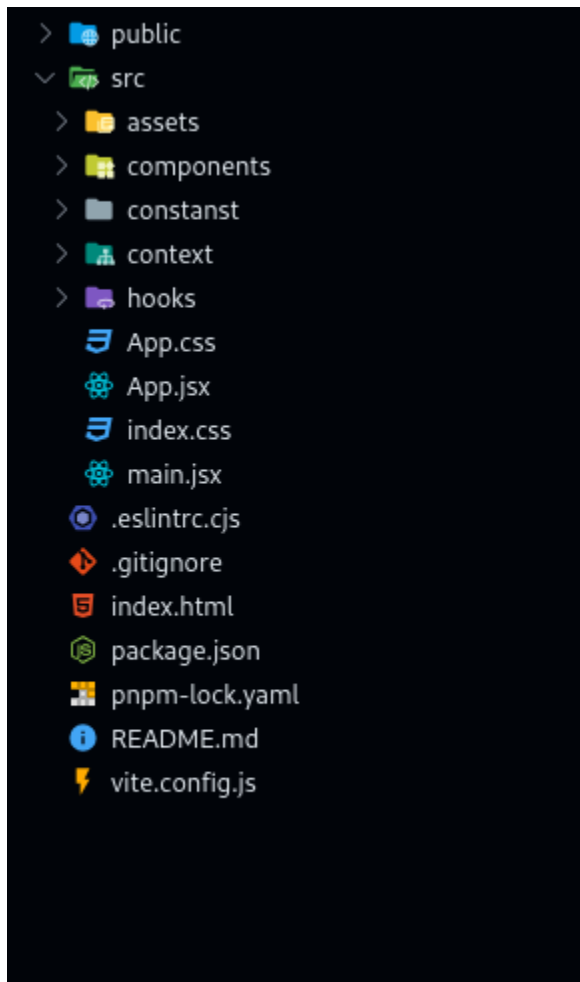 public
src
assets
components
constanst
context
hooks
App.css
App.jsx
index.css
main.jsx
.eslintrc.cjs
.gitignore
index.html
package.json
pnpm-lock.yaml
README.md
vite.config.js